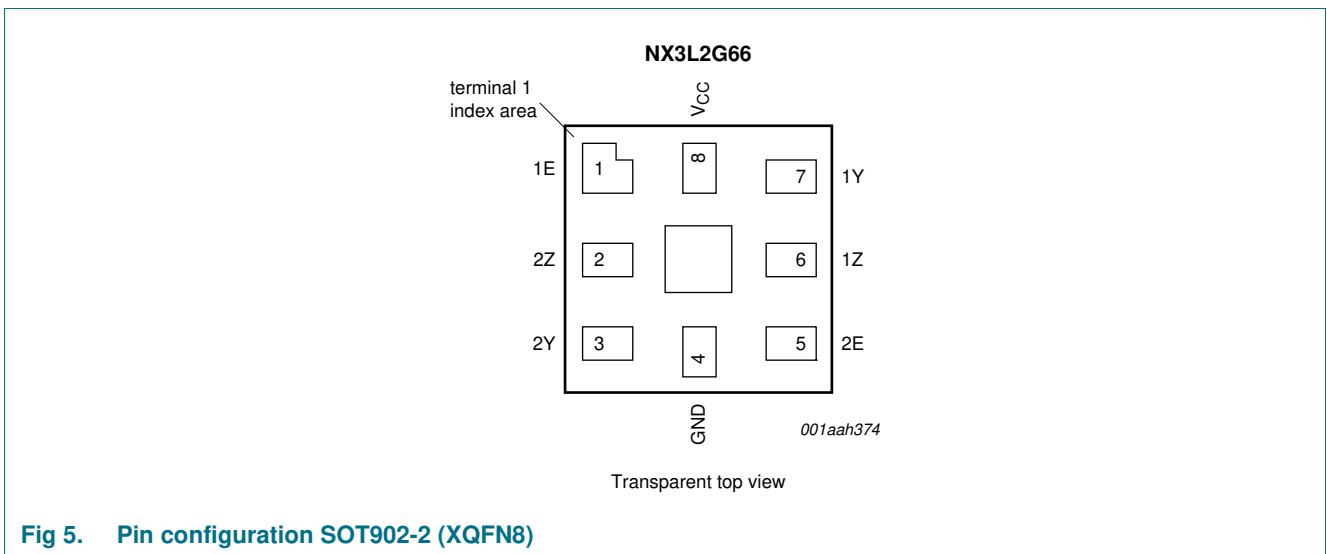 NX3L2G66
terminal 1
index area
VCC
1E 1 8 7 1Y
2Z 2 6 1Z
2Y 3 4 5 2E
GND
001aah374
Transparent top view
Fig 5. Pin configuration SOT902-2 (XQFN8)